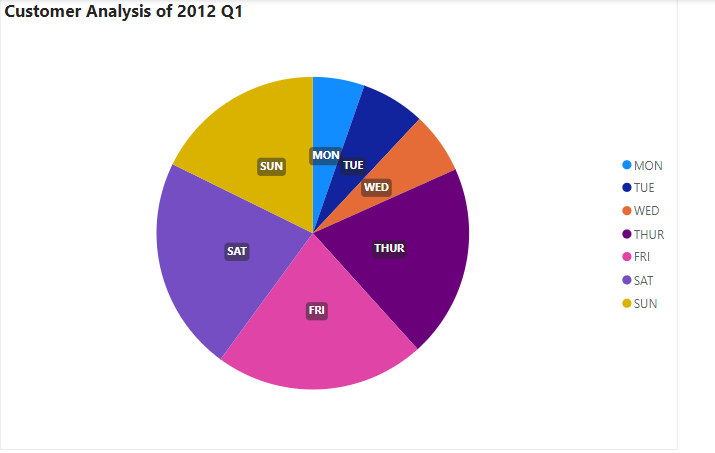 Customer Analysis of 2012 Q1
MON
TUE
WED
THUR
FRI
SAT
SUN
MON
TUE
WED
THUR
FRI
SAT
SUN